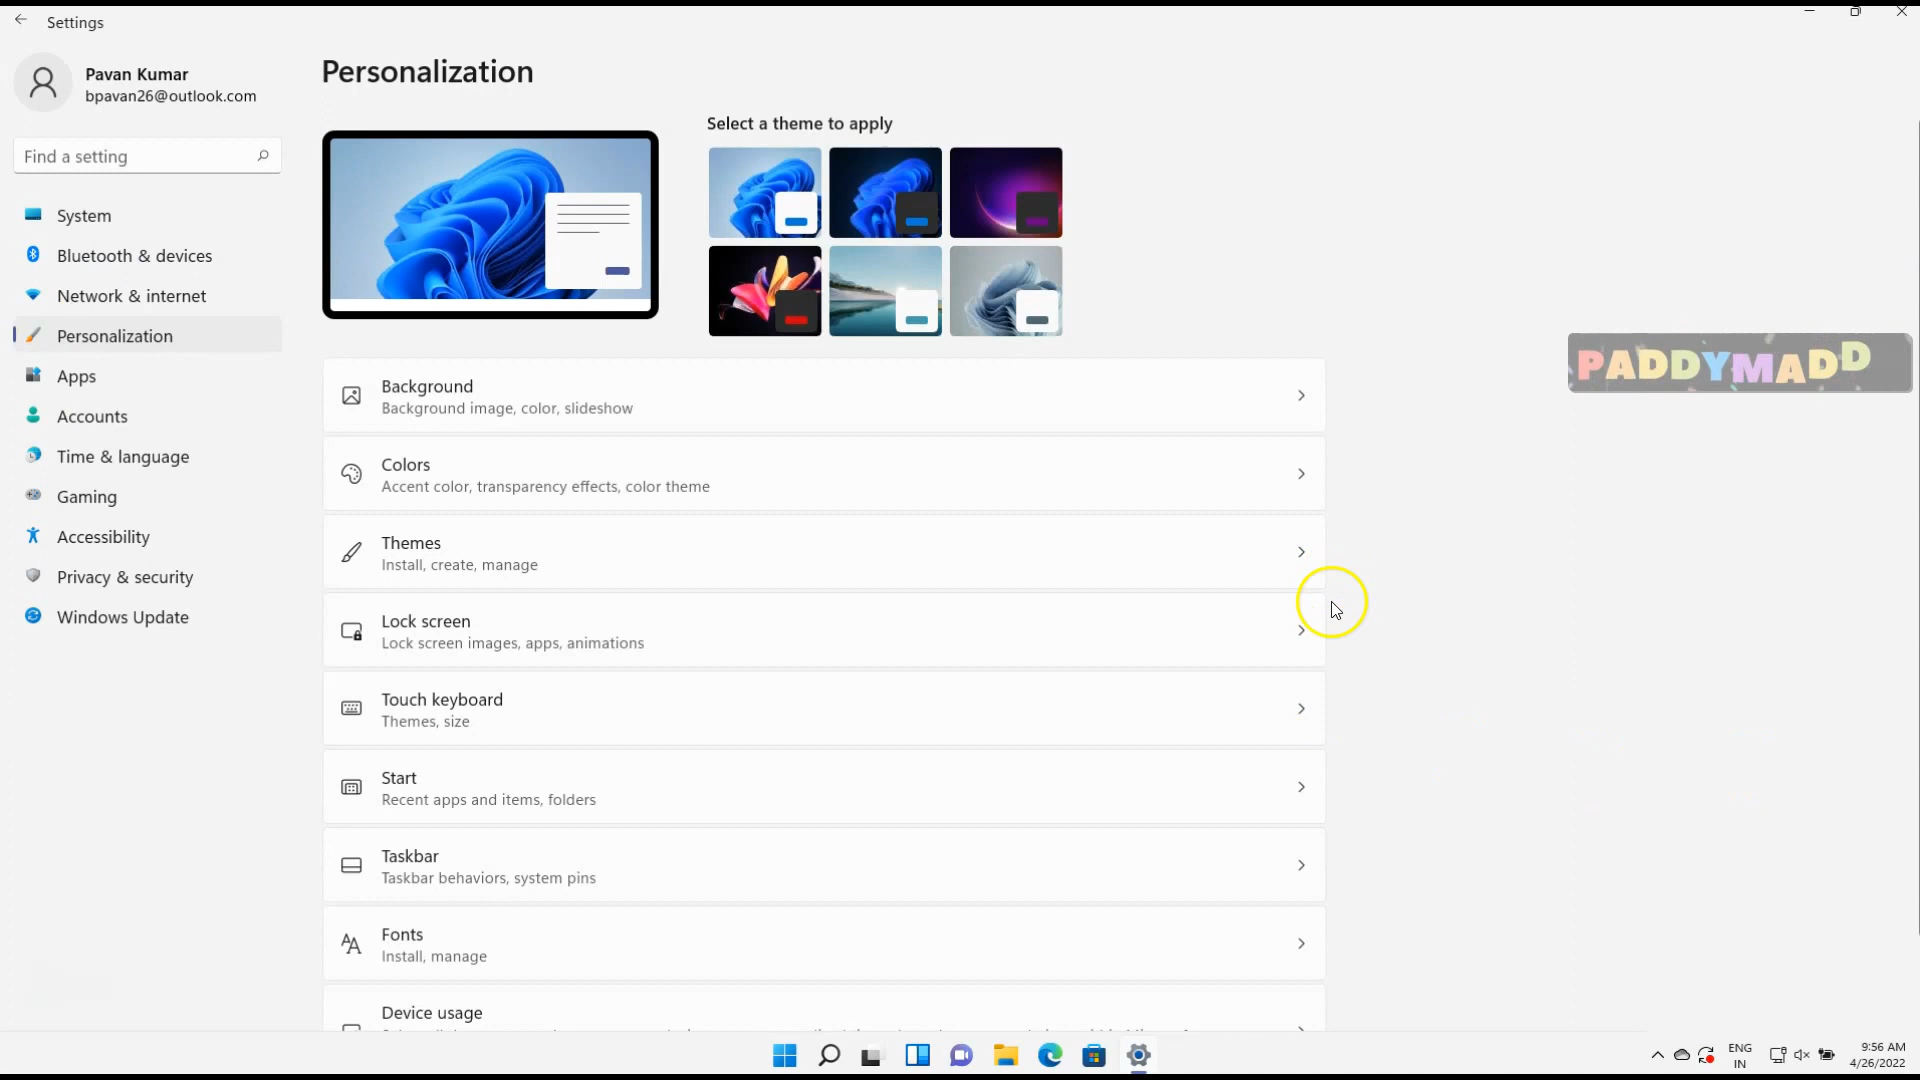 Settings
Pavan Kumar
bpavan26@outlook.com
Find a setting
System
Bluetooth & devices
Network & internet
Personalization
Apps
Accounts
Time & language
Gaming
Accessibility
Privacy & security
Windows Update
Personalization
Select a theme to apply
Background
Background image, color, slideshow
Colors
Accent color, transparency effects, color theme
Themes
Install, create, manage
Lock screen
Lock screen images, apps, animations
Touch keyboard
Themes, size
Start
Recent apps and items, folders
Taskbar
Taskbar behaviors, system pins
Fonts
Install, manage
Device usage
PADDYMADD
ENG
IN
9:56 AM
4/26/2022